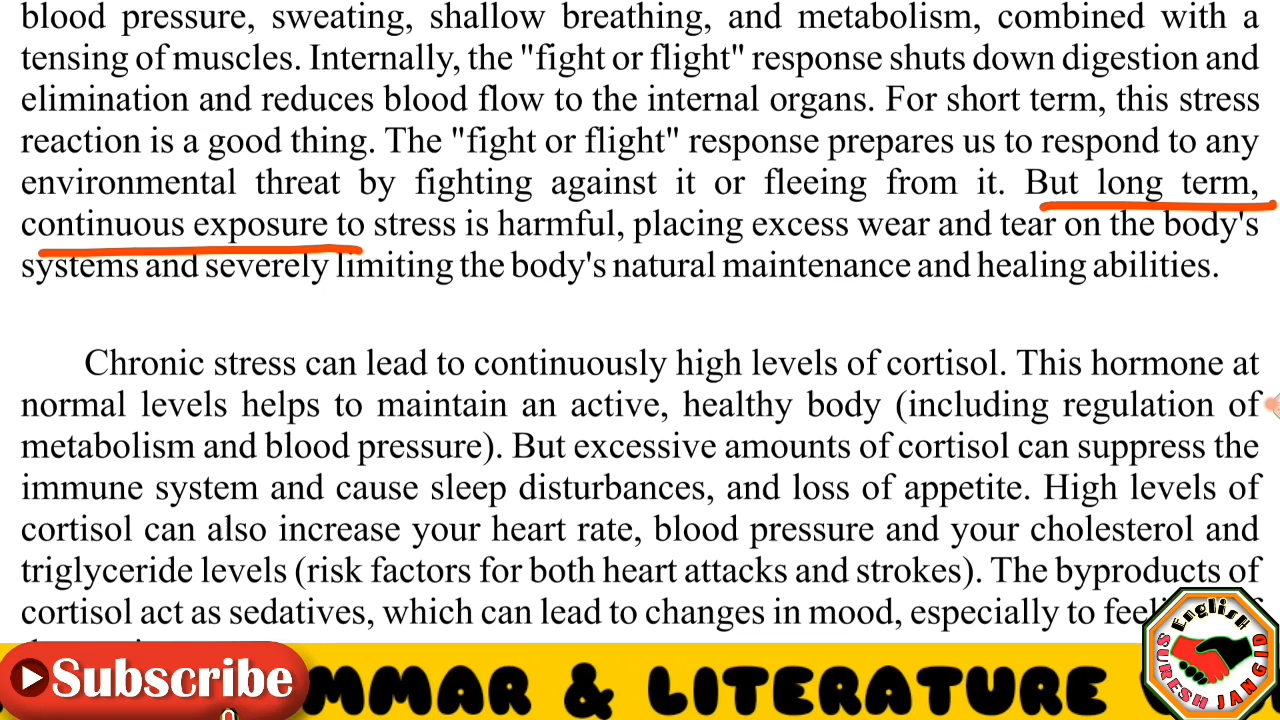 blood pressure, sweating, shallow breathing, and metabolism, combined with a
tensing of muscles. Internally, the "fight or flight" response shuts down digestion and
elimination and reduces blood flow to the internal organs. For short term, this stress
reaction is a good thing. The "fight or flight" response prepares us to respond to any
environmental threat by fighting against it or fleeing from it. But long term,
continuous exposure to stress is harmful, placing excess wear and tear on the body's
systems and severely limiting the body's natural maintenance and healing abilities.
Chronic stress can lead to continuously high levels of cortisol. This hormone at
normal levels helps to maintain an active, healthy body (including regulation of
metabolism and blood pressure). But excessive amounts of cortisol can suppress the
immune system and cause sleep disturbances, and loss of appetite. High levels of
cortisol can also increase your heart rate, blood pressure and your cholesterol and
triglyceride levels (risk factors for both heart attacks and strokes). The byproducts of
cortisol act as sedatives, which can lead to changes in mood, especially to
Subscribe
MMAR & LITERATURE
English
SURESH JANGID